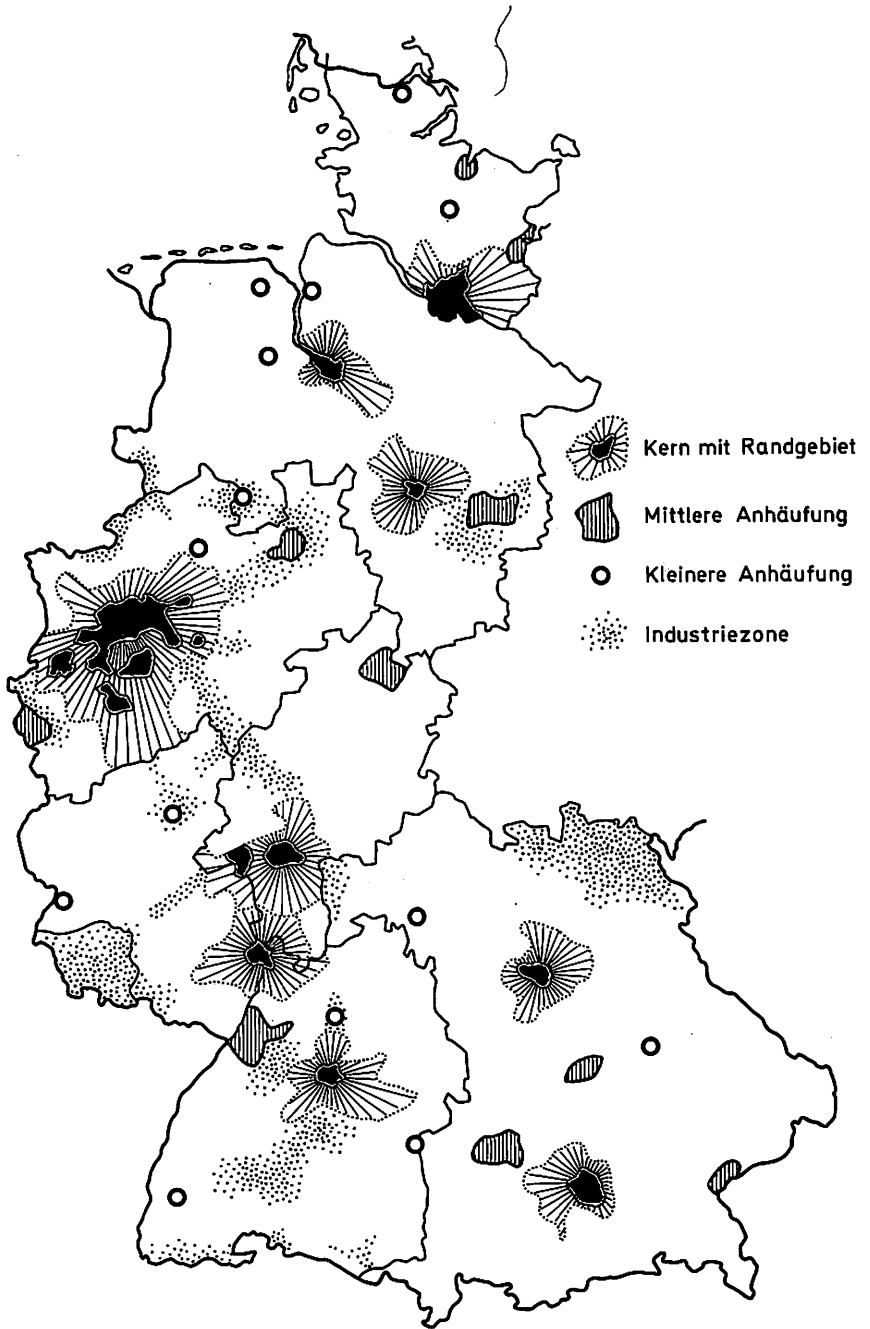 Kern mit Randgebiet
Mittlere Anhäufung
Kleinere Anhäufung
Industriezone